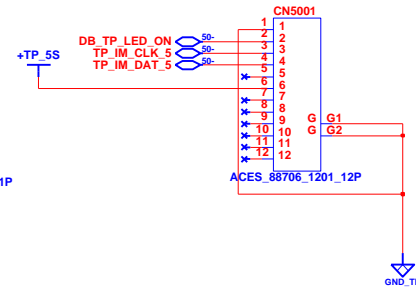 CN5001
1 1
DB_TP_LED_ON 50- 2 2
TP_IM_CLK_5 50- 3 3
TP_IM_DAT_5 50- 4 4
5 5
+TP_5S
6 6
7 7
8 8
9 9 G G1
10 10 G G2
11 11
12 12
ACES_88706_1201_12P
1P